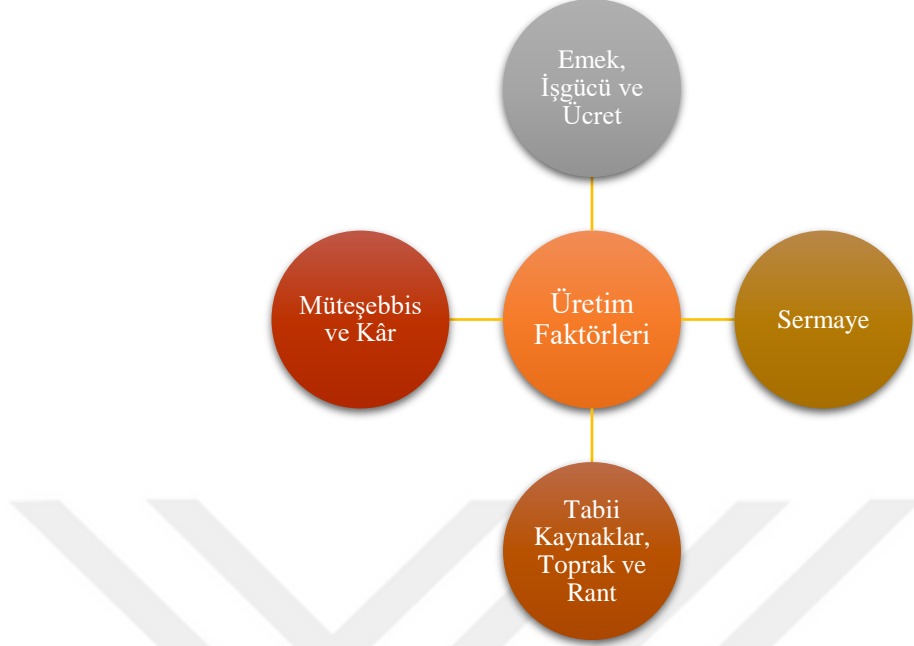 Emek,
İşgücü ve
Ücret
Müteşebbis
ve Kâr
Üretim
Faktörleri
Sermaye
Tabii
Kaynaklar,
Toprak ve
Rant